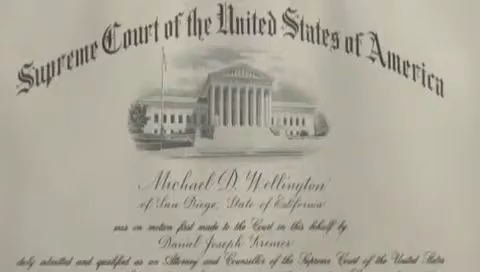 Supreme Court of the United States of America
Michael D. Wellington
of San Diego, State of California
was on motion first made to the Court in this behalf by
Daniel Joseph
duly admitted and qualified as an Attorney and Counsellor of the Supreme Court of the United States